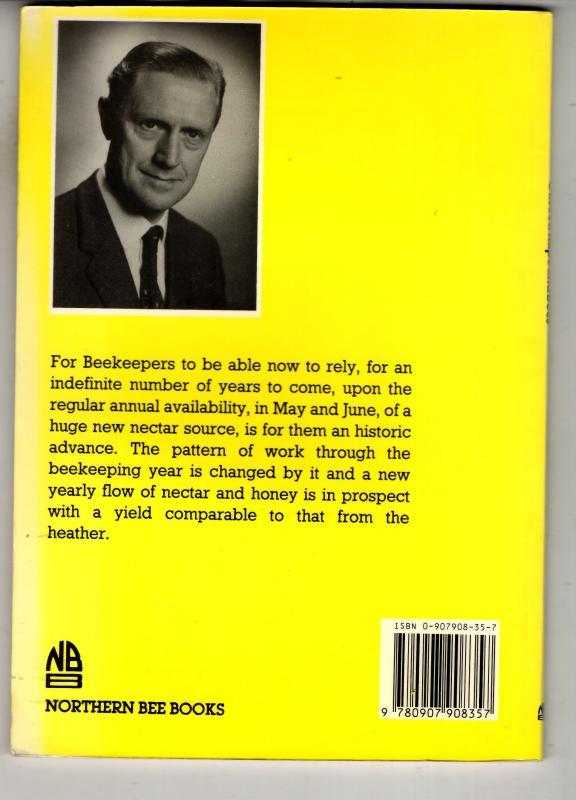 For Beekeepers to be able now to rely, for an
indefinite number of years to come, upon the
regular annual availability, in May and June, of a
huge new nectar source, is for them an historic
advance. The pattern of work through the
beekeeping year is changed by it and a new
yearly flow of nectar and honey is in prospect
with a yield comparable to that from the
heather.
ISBN 0-907908-35-7
9 780907 908357
NB
B
NORTHERN BEE BOOKS